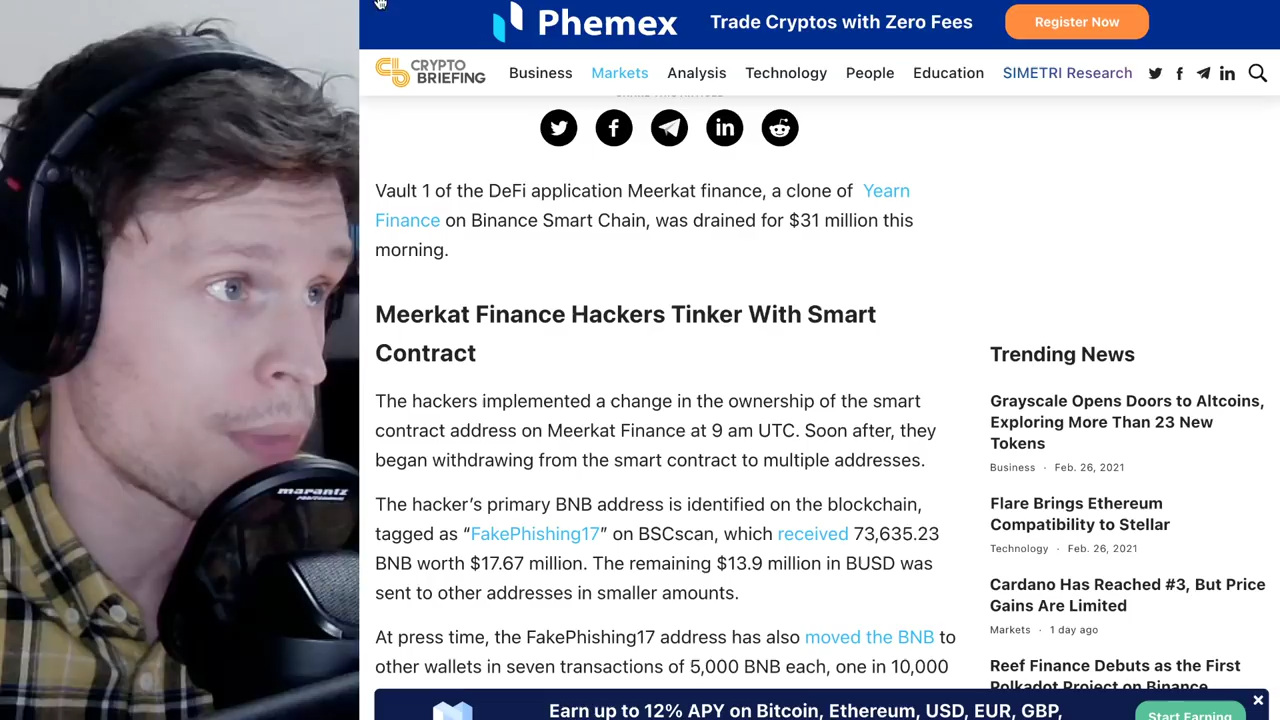 Phemex
Trade Cryptos with Zero Fees
Register Now
CRYPTO
BRIEFING
Business Markets Analysis Technology People Education SIMETRI Research
Vault 1 of the DeFi application Meerkat finance, a clone of Yearn
Finance on Binance Smart Chain, was drained for $31 million this
morning.
Meerkat Finance Hackers Tinker With Smart
Contract
The hackers implemented a change in the ownership of the smart
contract address on Meerkat Finance at 9 am UTC. Soon after, they
began withdrawing from the smart contract to multiple addresses.
The hacker’s primary BNB address is identified on the blockchain,
tagged as “FakePhishing17” on BSCscan, which received 73,635.23
BNB worth $17.67 million. The remaining $13.9 million in BUSD was
sent to other addresses in smaller amounts.
At press time, the FakePhishing17 address has also moved the BNB to
other wallets in seven transactions of 5,000 BNB each, one in 10,000
Trending News
Grayscale Opens Doors to Altcoins,
Exploring More Than 23 New
Tokens
Business · Feb. 26, 2021
Flare Brings Ethereum
Compatibility to Stellar
Technology · Feb. 26, 2021
Cardano Has Reached #3, But Price
Gains Are Limited
Markets · 1 day ago
Reef Finance Debuts as the First
Polkadot Project on Binance
Earn up to 12% APY on Bitcoin, Ethereum, USD, EUR, GBP,
Start Earning
marantz
PROFESSIONAL